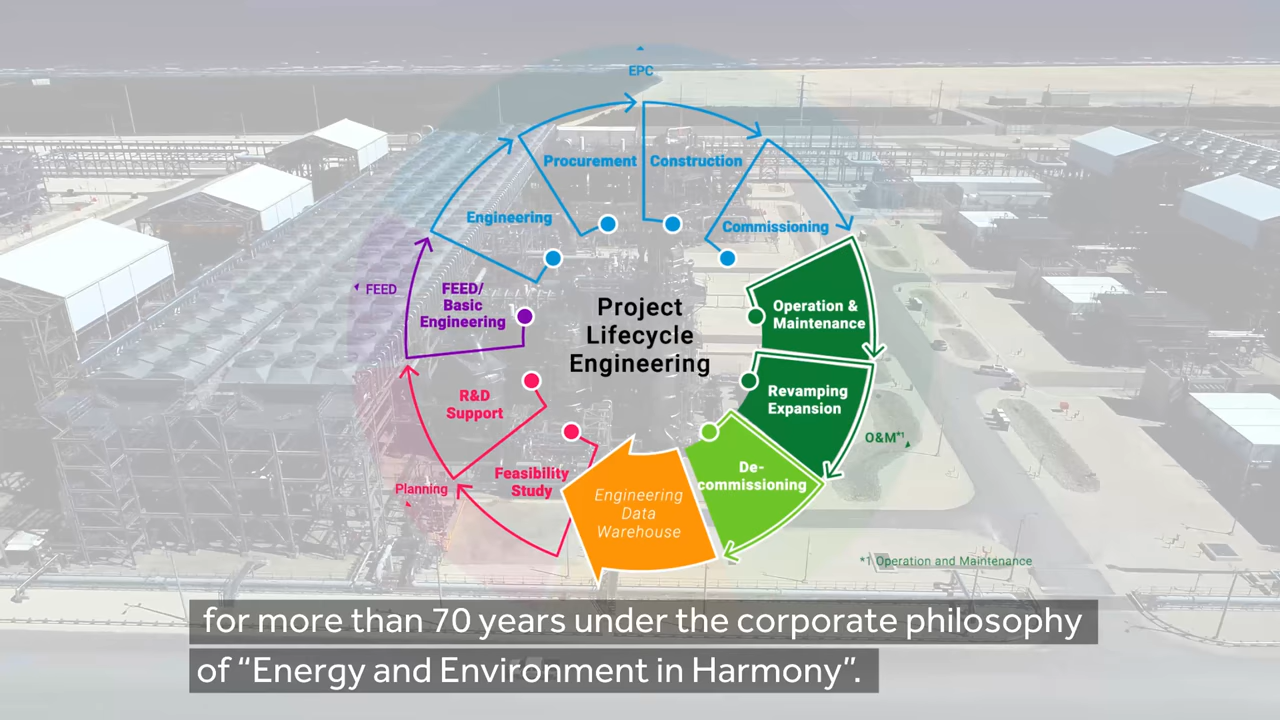 EPC
Procurement
Construction
Engineering
Commissioning
FEED
FEED/
Basic
Engineering
Project
Lifecycle
Engineering
Operation &
Maintenance
R&D
Support
Revamping
Expansion
O&M*1
Planning
Feasibility
Study
Engineering
Data
Warehouse
De-
commissioning
*1 Operation and Maintenance
for more than 70 years under the corporate philosophy
of “Energy and Environment in Harmony”.